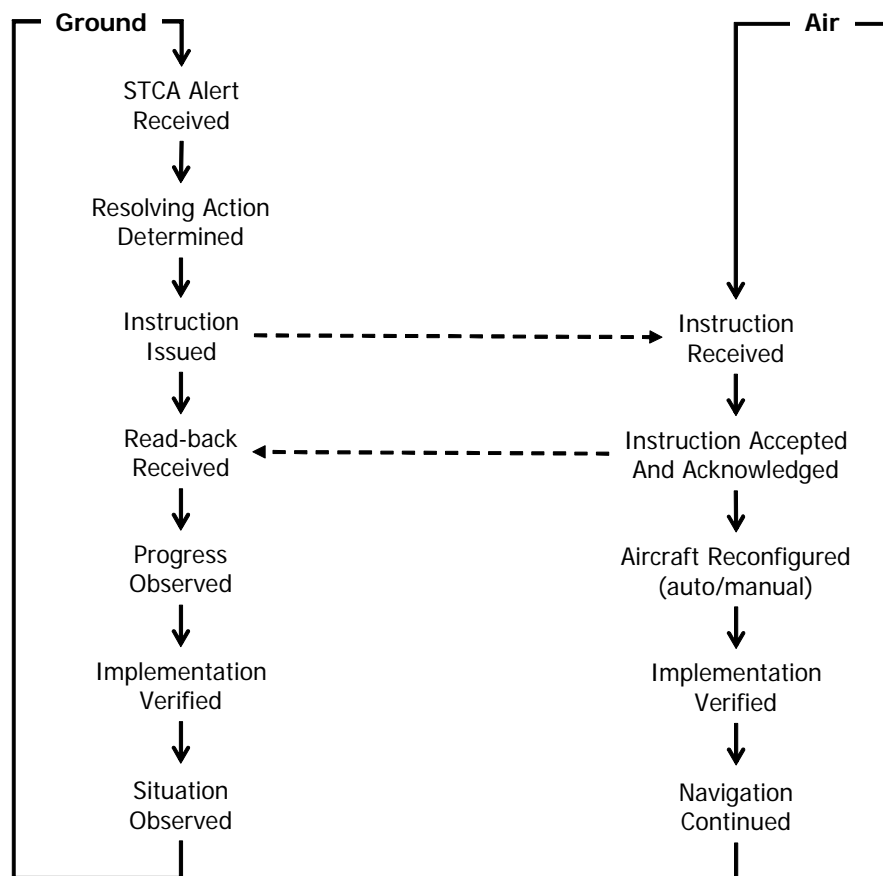 Ground
Air
STCA Alert
Received
Resolving Action
Determined
Instruction
Issued
Instruction
Received
Read-back
Received
Instruction Accepted
And Acknowledged
Progress
Observed
Aircraft Reconfigured
(auto/manual)
Implementation
Verified
Implementation
Verified
Situation
Observed
Navigation
Continued